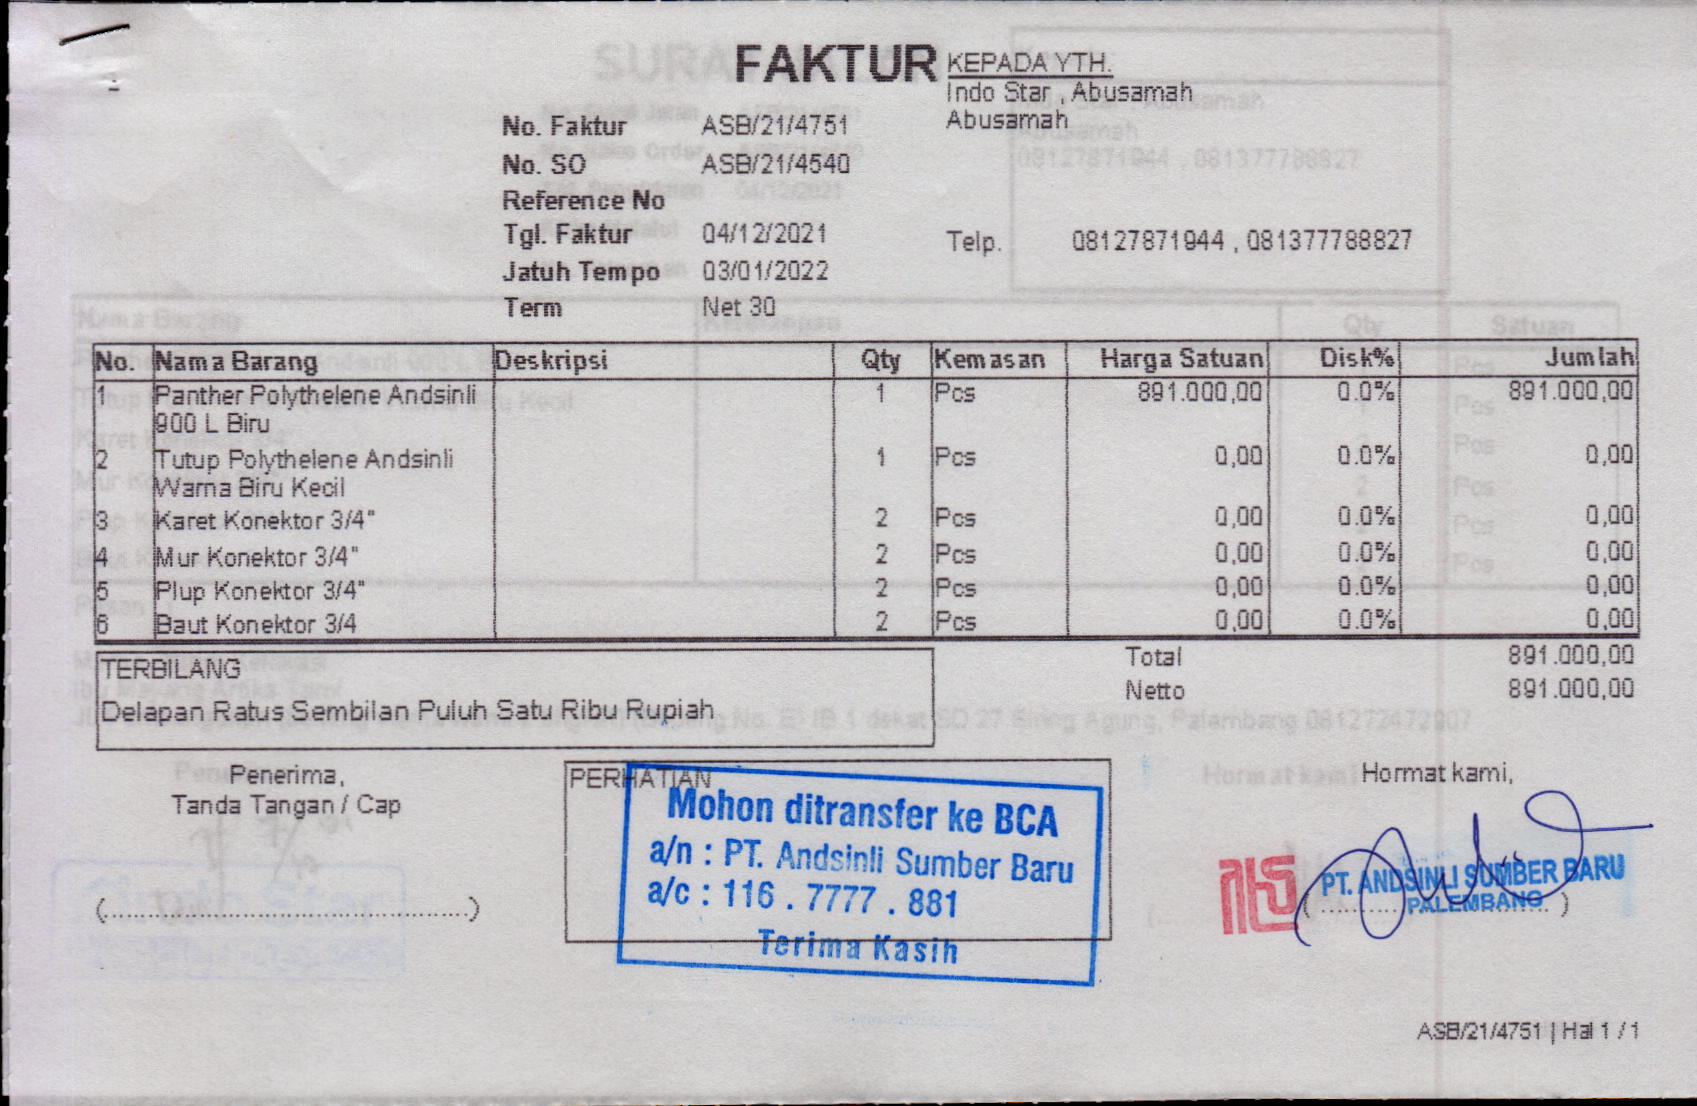 FAKTUR
KEPADA YTH.
Indo Star , Abusamah
Abusamah
No. Faktur ASB/21/4751
No. SO ASB/21/4540
Reference No
Tgl. Faktur 04/12/2021
Telp. 08127871944 , 081377788827
Jatuh Tempo 03/01/2022
Term Net 30
No. Nama Barang Deskripsi Qty Kemasan Harga Satuan Disk% Jumlah
1 Panther Polythelene Andsinli 1 Pcs 891.000,00 0.0% 891.000,00
900 L Biru
2 Tutup Polythelene Andsinli 1 Pcs 0,00 0.0% 0,00
Warna Biru Kecil
3 Karet Konektor 3/4" 2 Pcs 0,00 0.0% 0,00
4 Mur Konektor 3/4" 2 Pcs 0,00 0.0% 0,00
5 Plup Konektor 3/4" 2 Pcs 0,00 0.0% 0,00
6 Baut Konektor 3/4 2 Pcs 0,00 0.0% 0,00
TERBILANG
Delapan Ratus Sembilan Puluh Satu Ribu Rupiah
Total 891.000,00
Netto 891.000,00
Penerima,
Tanda Tangan / Cap
(..........................................)
PERHATIAN
Mohon ditransfer ke BCA
a/n : PT. Andsinli Sumber Baru
a/c : 116 . 7777 . 881
Terima Kasih
Hormat kami,
PT. ANDSINLI SUMBER BARU
PALEMBANG
ASB/21/4751 | Hal 1 / 1